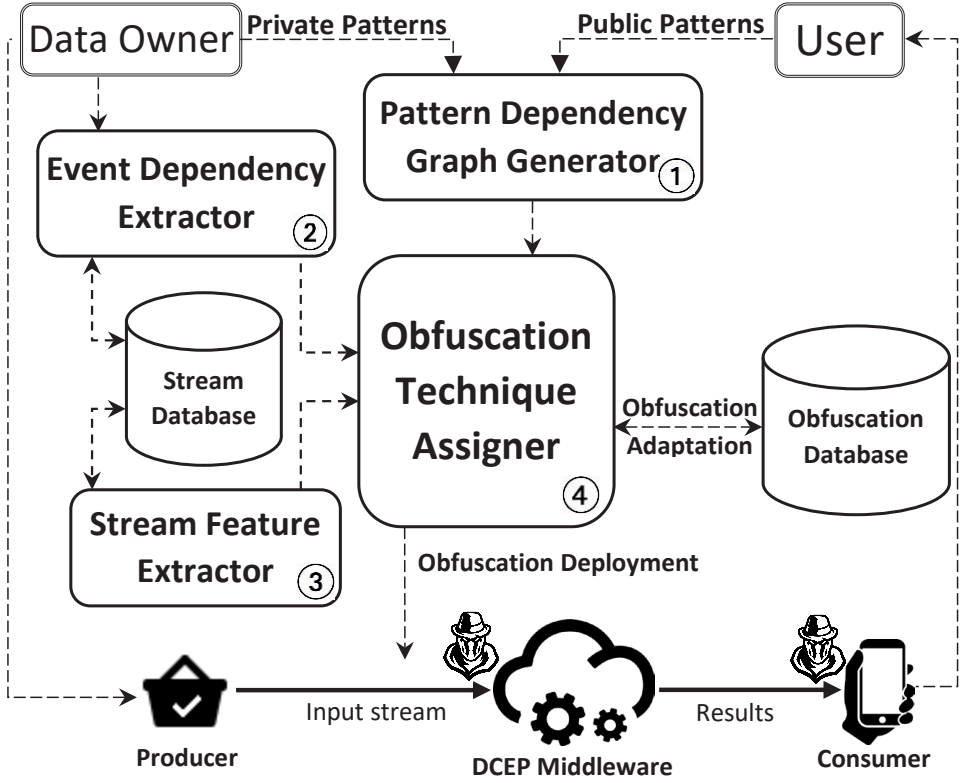 Data Owner
Private Patterns
Public Patterns
User
Pattern Dependency
Graph Generator
1
Event Dependency
Extractor
2
Obfuscation
Technique
Assigner
4
Stream
Database
Obfuscation
Adaptation
Obfuscation
Database
Stream Feature
Extractor
3
Obfuscation Deployment
Input stream
Results
Producer
DCEP Middleware
Consumer